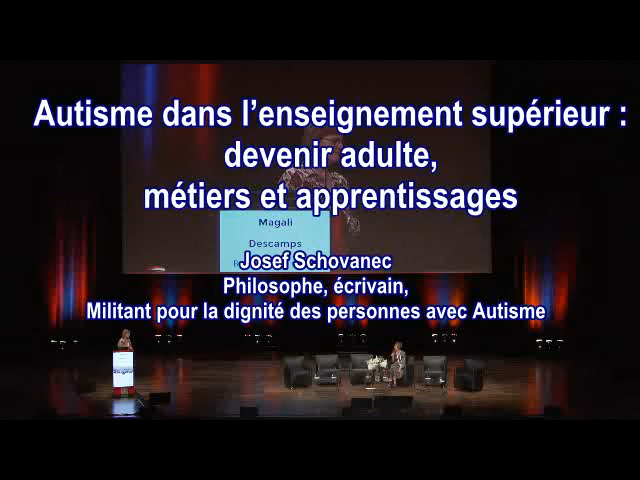 Autisme dans l’enseignement supérieur :
devenir adulte,
métiers et apprentissages
Magali
Descamps
Josef Schovanec
Philosophe, écrivain,
Militant pour la dignité des personnes avec Autisme